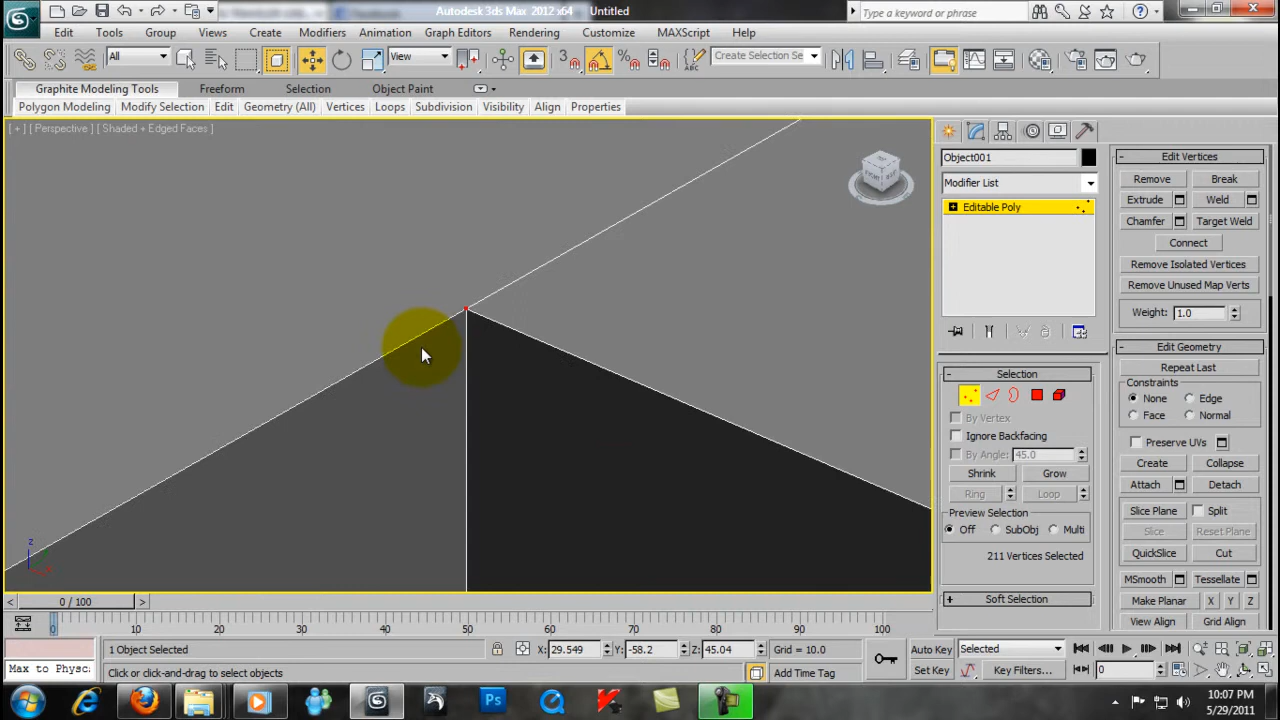 Autodesk 3ds Max 2012 x64 Untitled
Type a keyword or phrase
Edit Tools Group Views Create Modifiers Animation Graph Editors Rendering Customize MAXScript Help
All View Create Selection Se
Graphite Modeling Tools Freeform Selection Object Paint
Polygon Modeling Modify Selection Edit Geometry (All) Vertices Loops Subdivision Visibility Align Properties
[ + ] [ Perspective ] [ Shaded + Edged Faces ]
Object001
Modifier List
Editable Poly
- Selection
By Vertex
Ignore Backfacing
By Angle: 45.0
Shrink Grow
Ring Loop
Preview Selection
Off SubObj Multi
211 Vertices Selected
+ Soft Selection
- Edit Vertices
Remove Break
Extrude Weld
Chamfer Target Weld
Connect
Remove Isolated Vertices
Remove Unused Map Verts
Weight: 1.0
- Edit Geometry
Repeat Last
Constraints
None Edge
Face Normal
Preserve UVs
Create Collapse
Attach Detach
Slice Plane Split
Slice Reset Plane
QuickSlice Cut
MSmooth Tessellate
Make Planar X Y Z
View Align Grid Align
z
< 0 / 100 >
0 10 20 30 40 50 60 70 80 90 100
1 Object Selected X: 29.549 Y: -58.2 Z: 45.04 Grid = 10.0 Auto Key Selected
Max to Physc Click or click-and-drag to select objects Add Time Tag Set Key Key Filters... 0
10:07 PM
5/29/2011